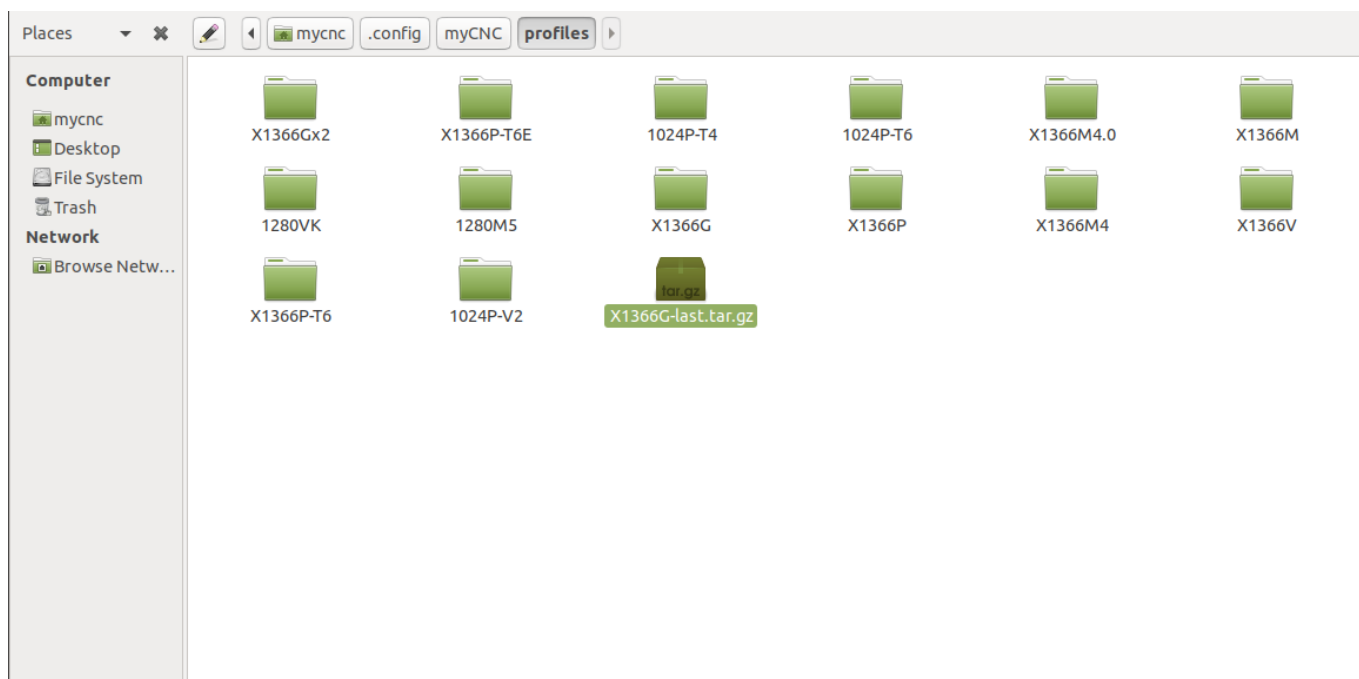 Places
mycnc .config myCNC profiles
Computer
mycnc
Desktop
File System
Trash
Network
Browse Netw...
X1366Gx2 X1366P-T6E 1024P-T4 1024P-T6 X1366M4.0 X1366M
1280VK 1280M5 X1366G X1366P X1366M4 X1366V
tar.gz
X1366P-T6 1024P-V2 X1366G-last.tar.gz